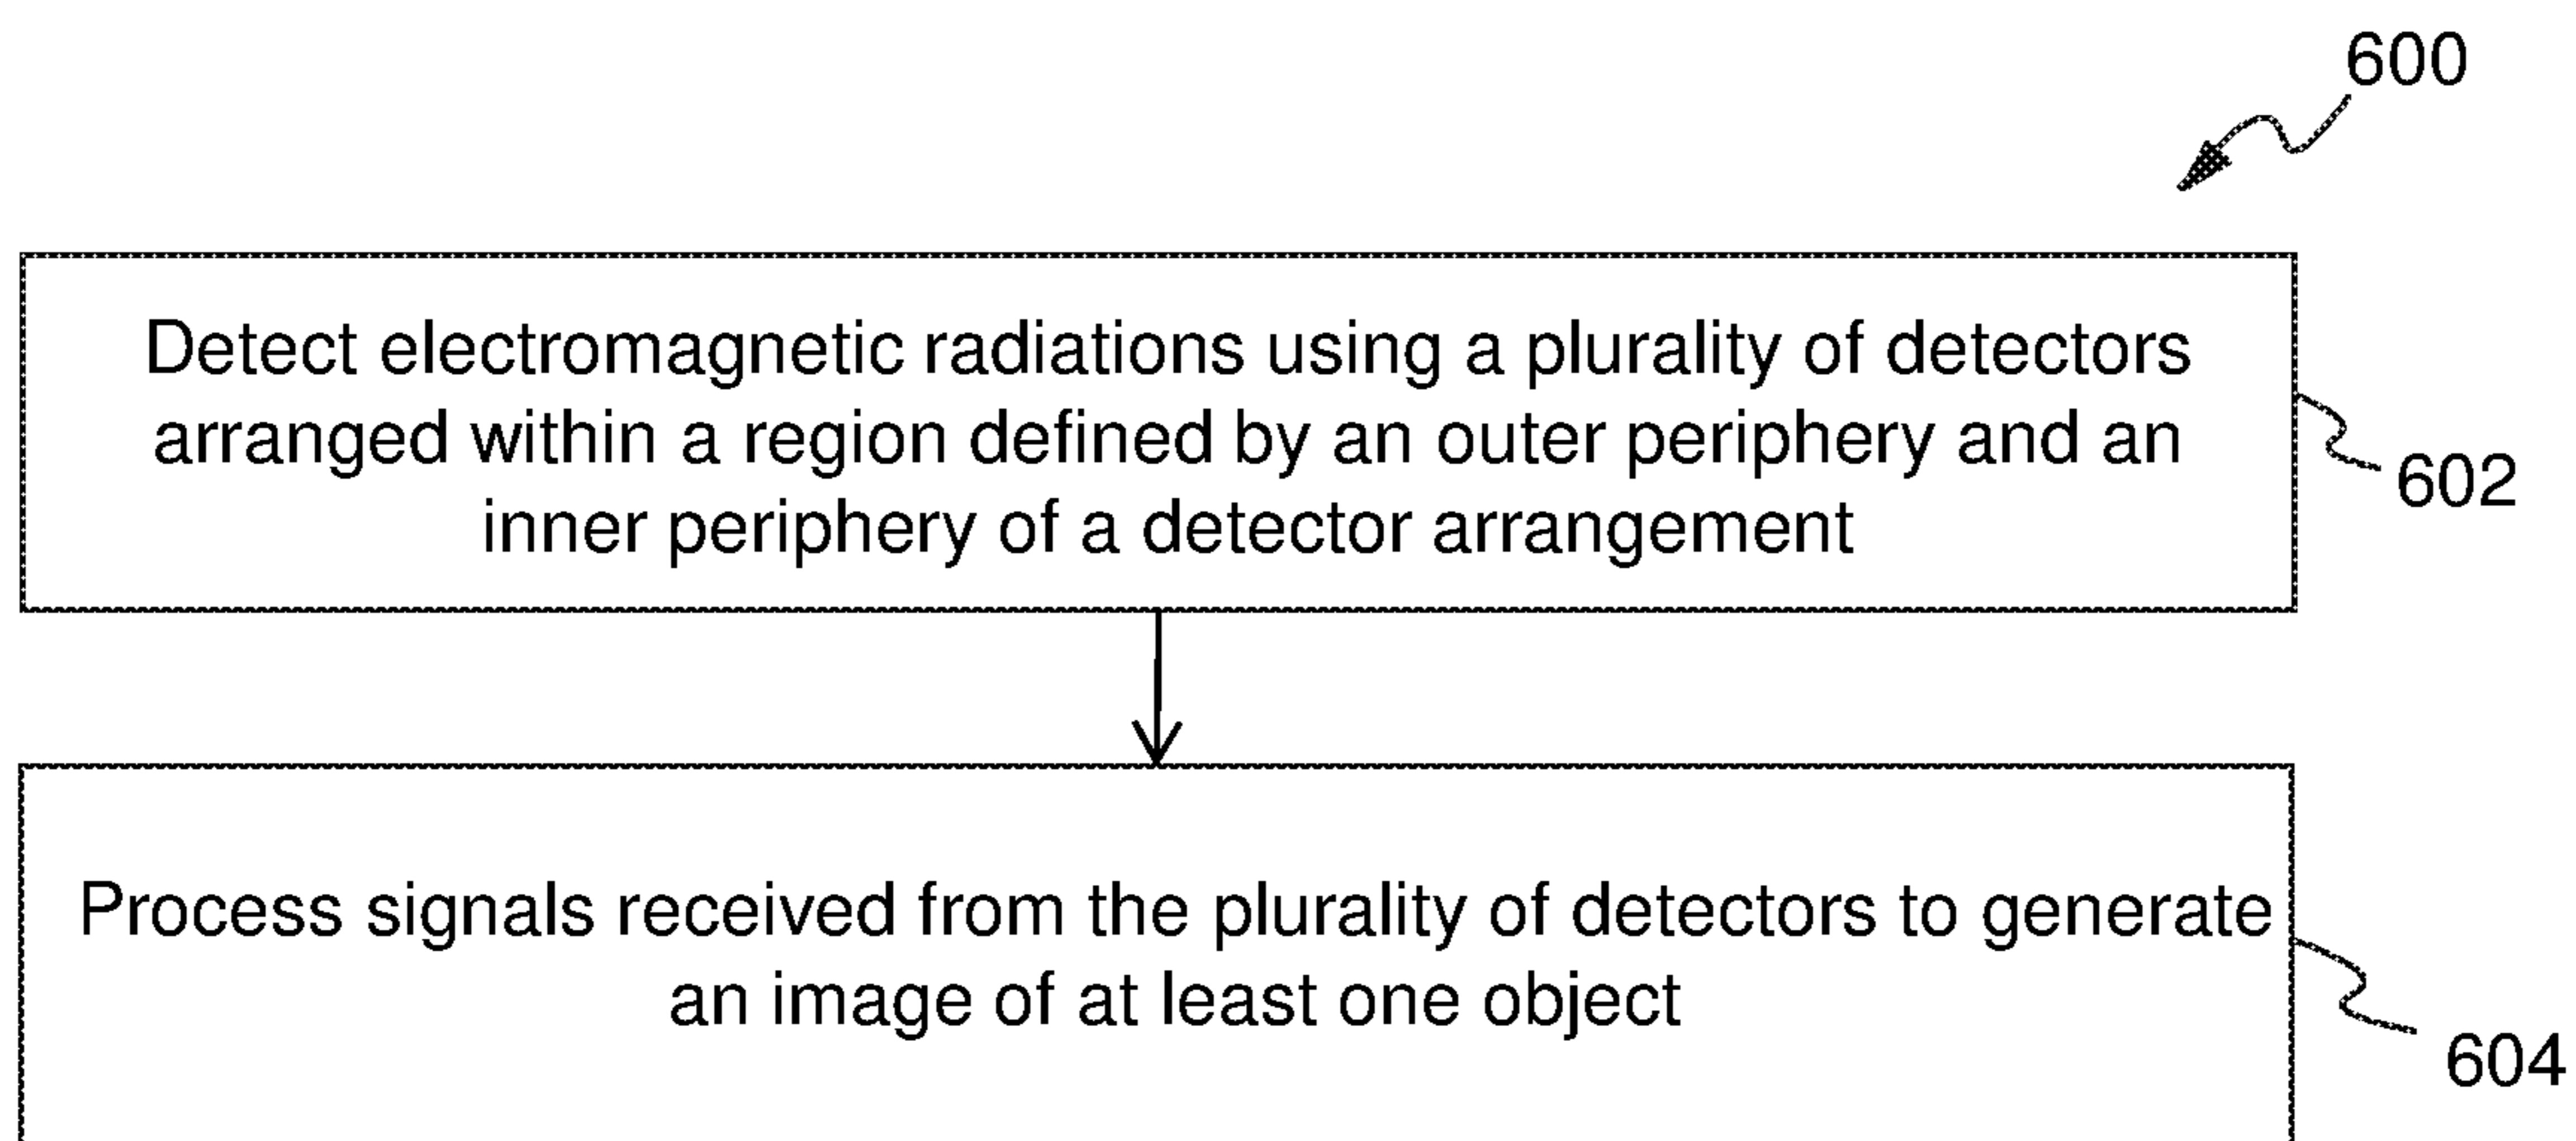 600
Detect electromagnetic radiations using a plurality of detectors
arranged within a region defined by an outer periphery and an
inner periphery of a detector arrangement
602
Process signals received from the plurality of detectors to generate
an image of at least one object
604